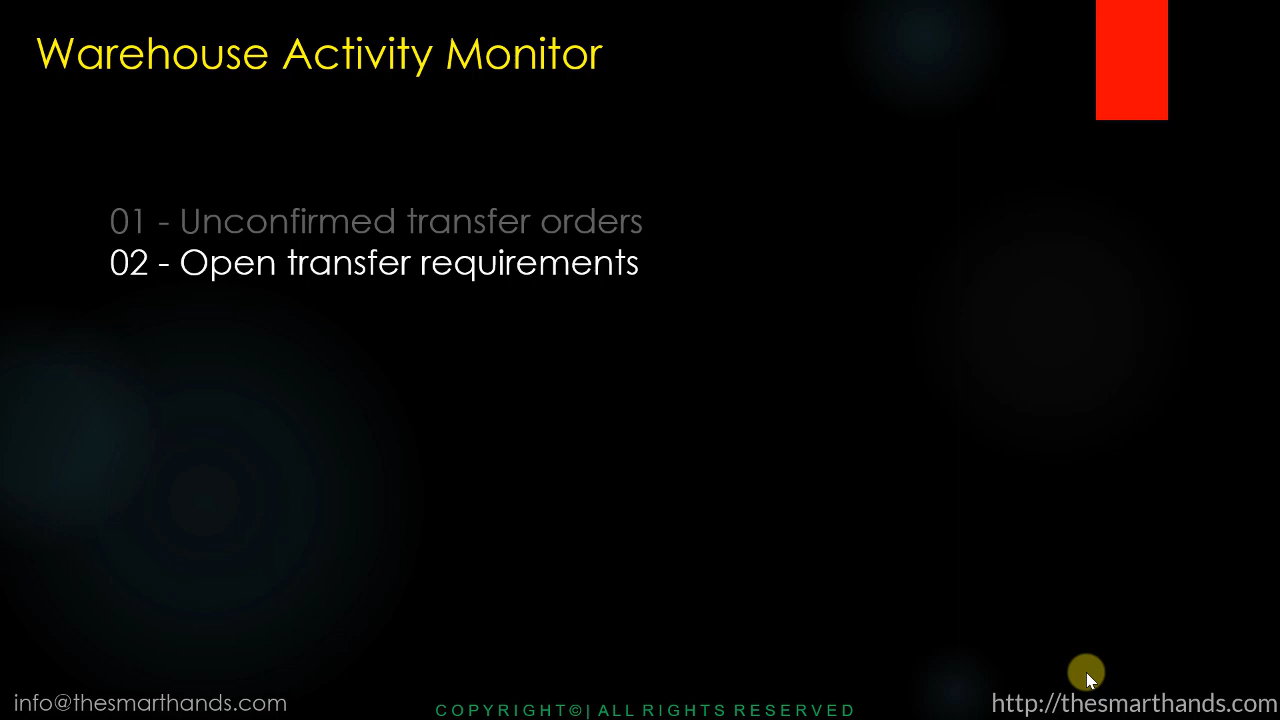 Warehouse Activity Monitor
01 - Unconfirmed transfer orders
02 - Open transfer requirements
info@thesmarthands.com
COPYRIGHT©| ALL RIGHTS RESERVED
http://thesmarthands.com